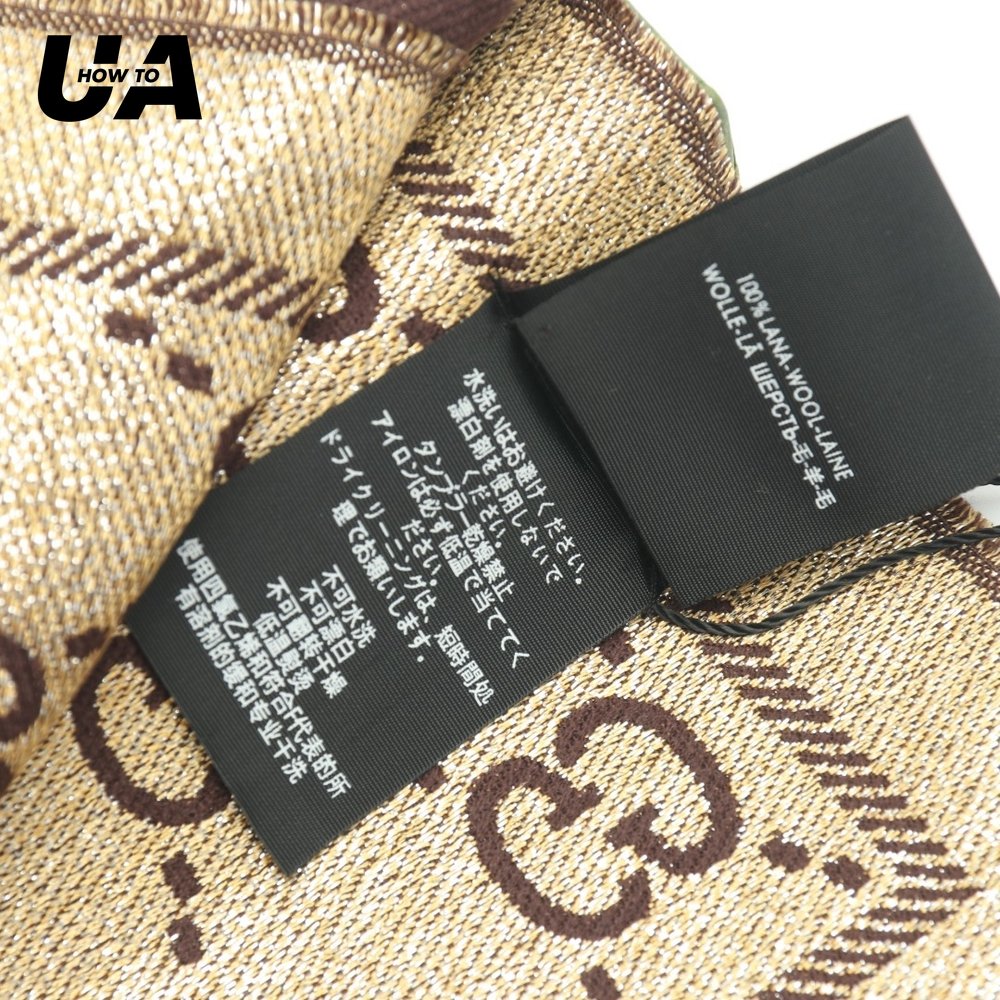 UA
HOW TO
100% LANA-WOOL-LAINE
WOLLE-LÃ ШЕРСТЬ-毛-羊毛
水洗いはお避けください。
漂白剤を使用しないで
ください。
タンブラー乾燥禁止
アイロンは必ず低温で当ててく
ださい。
ドライクリーニングは、短時間処
理でお願いします。
不可水洗
不可漂白
不可翻转干燥
低温熨烫
使用四氯乙烯和符合F代表的所
有溶剂的缓和专业干洗